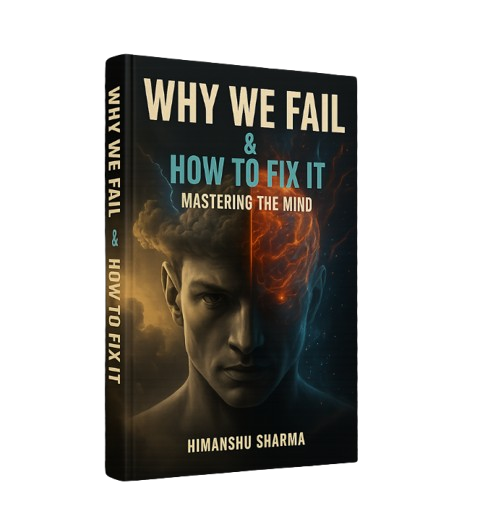 WHY WE FAIL & HOW TO FIX IT
WHY WE FAIL
&
HOW TO FIX IT
MASTERING THE MIND
HIMANSHU SHARMA